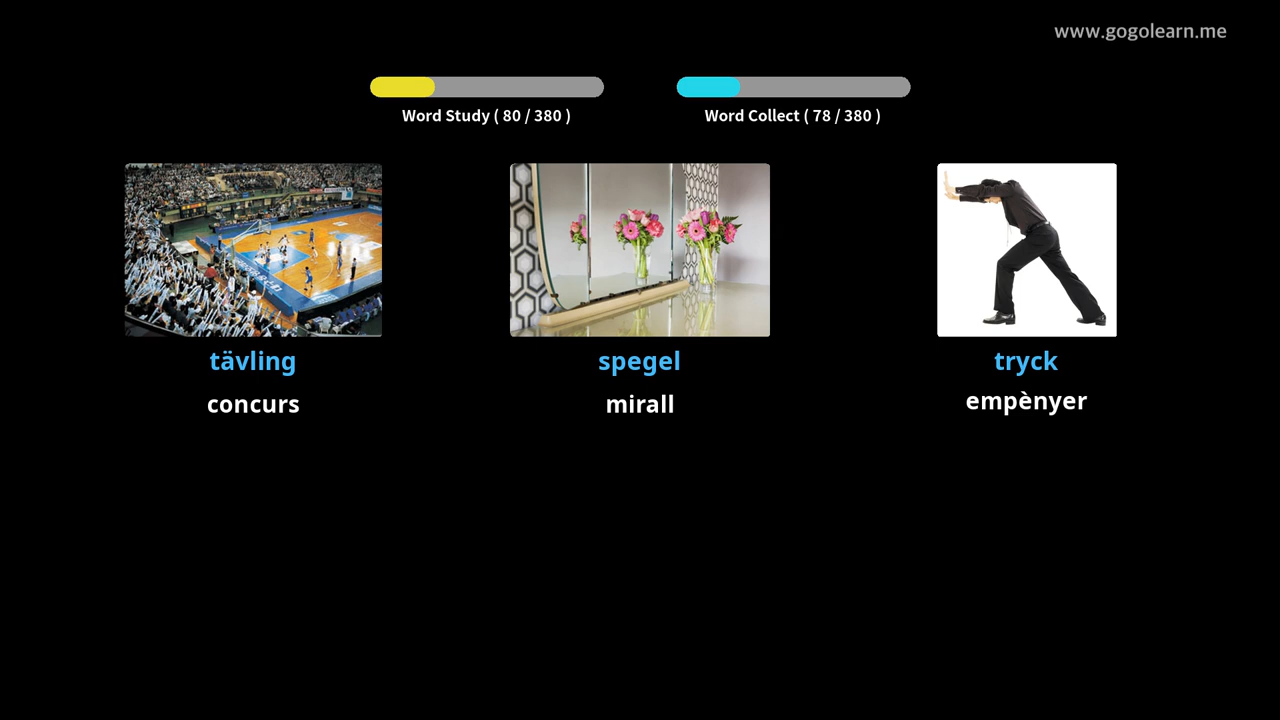 www.gogolearn.me
Word Study ( 80 / 380 )
Word Collect ( 78 / 380 )
tävling
spegel
tryck
concurs
mirall
empènyer